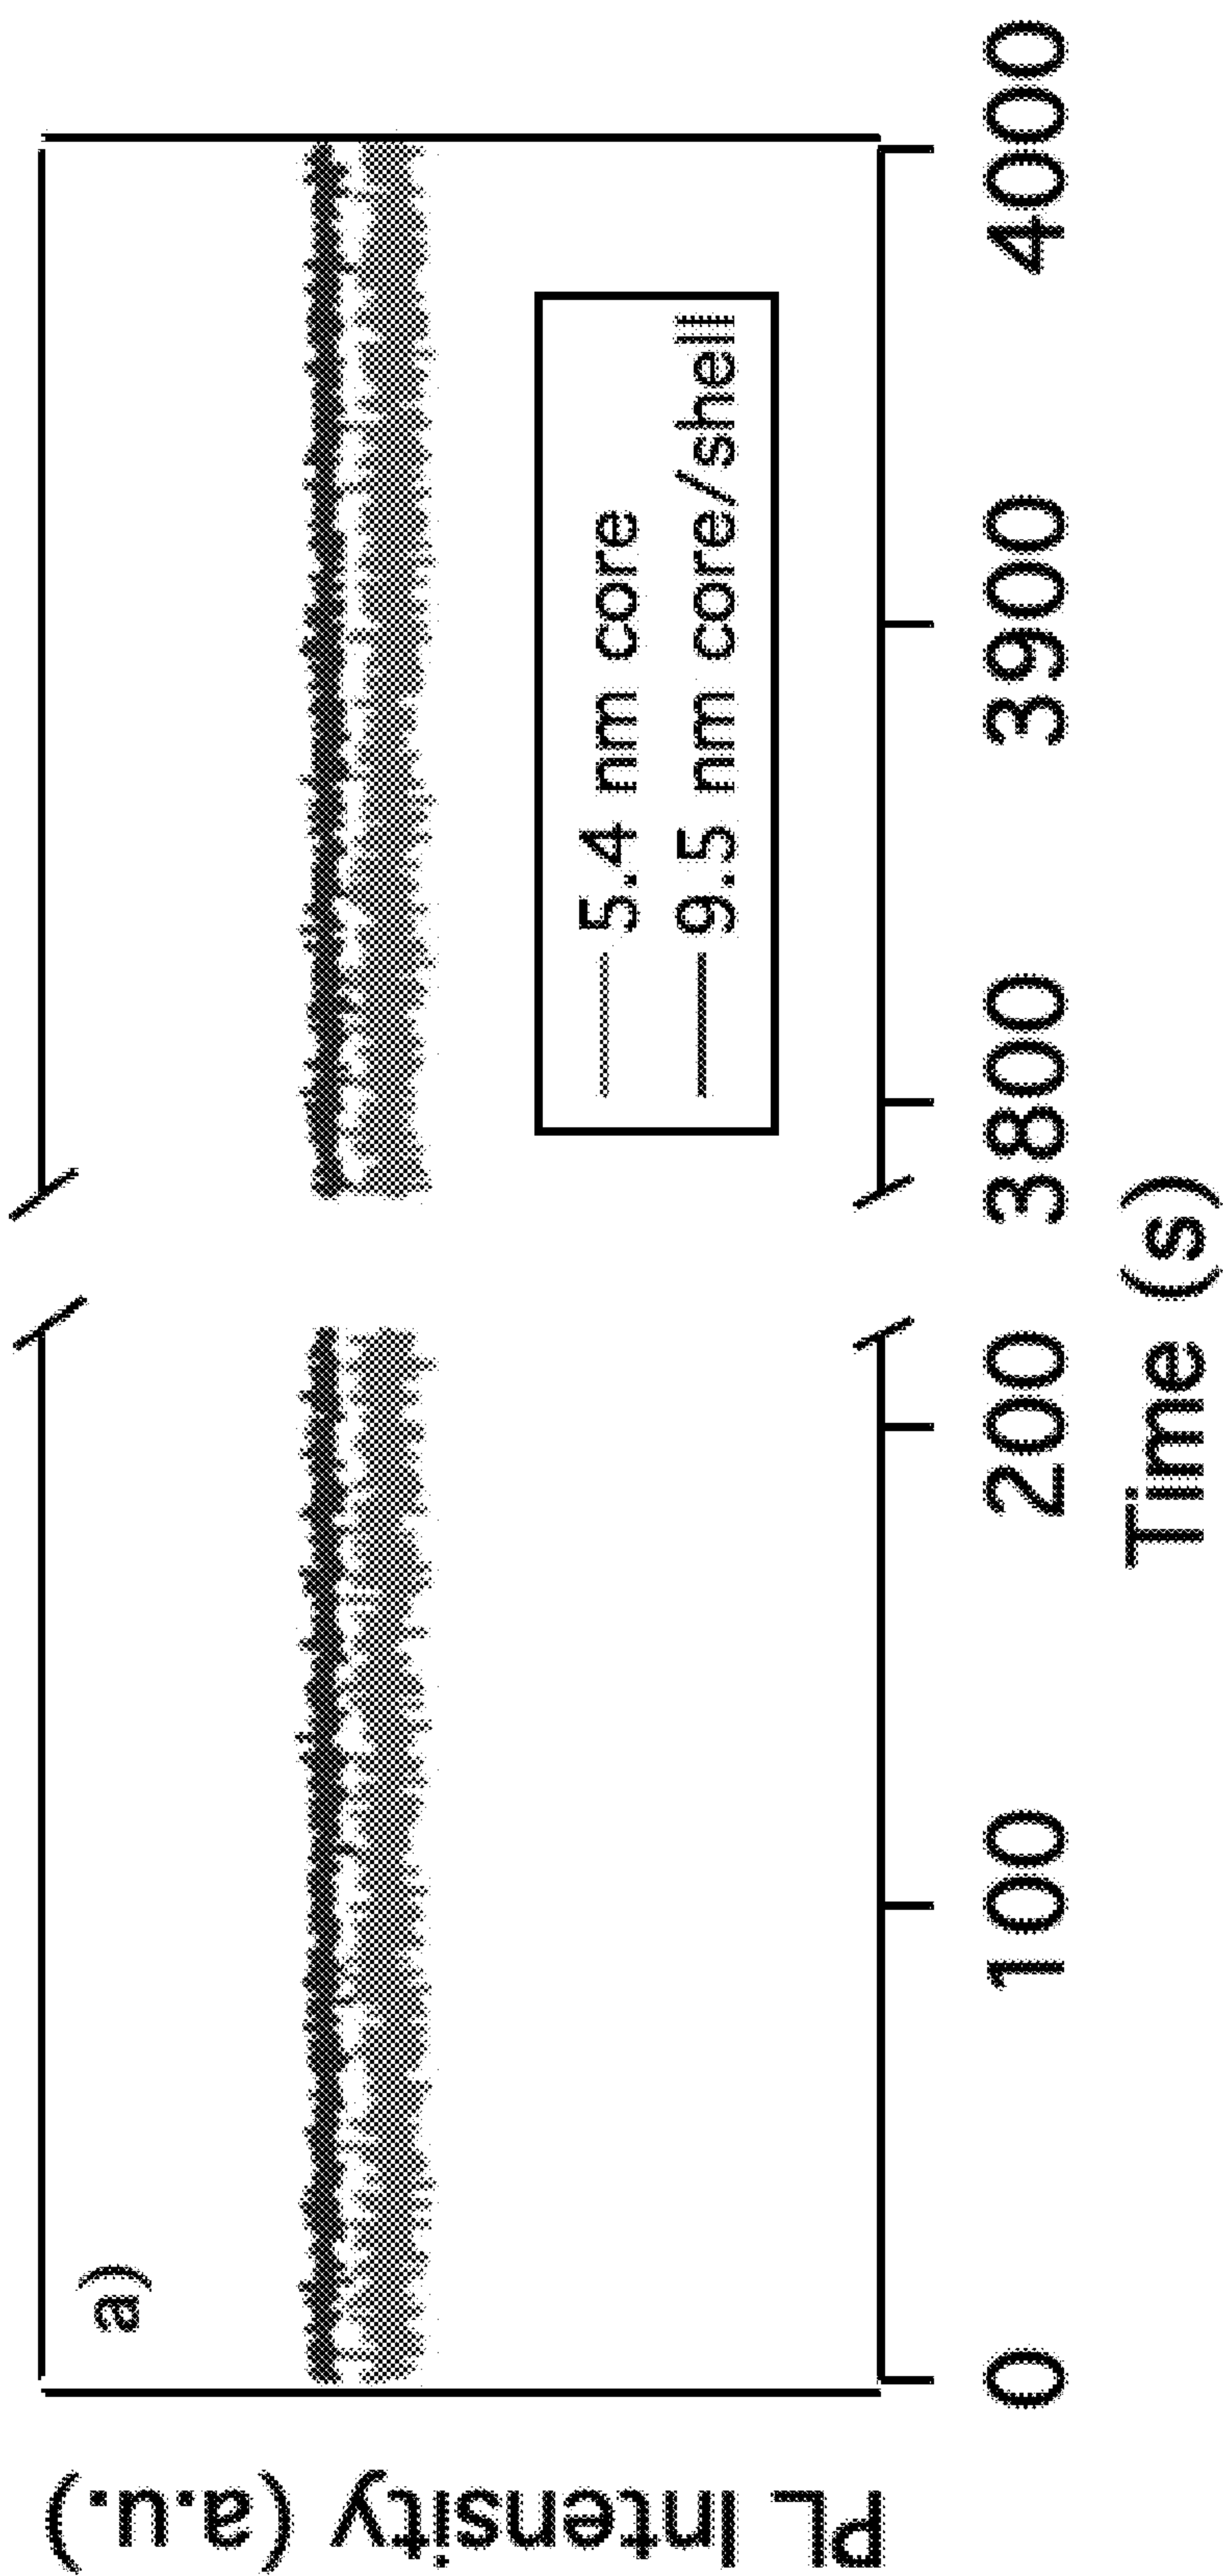 a)
PL Intensity (a.u.)
5.4 nm core
9.5 nm core/shell
0 100 200 3800 3900 4000
Time (s)